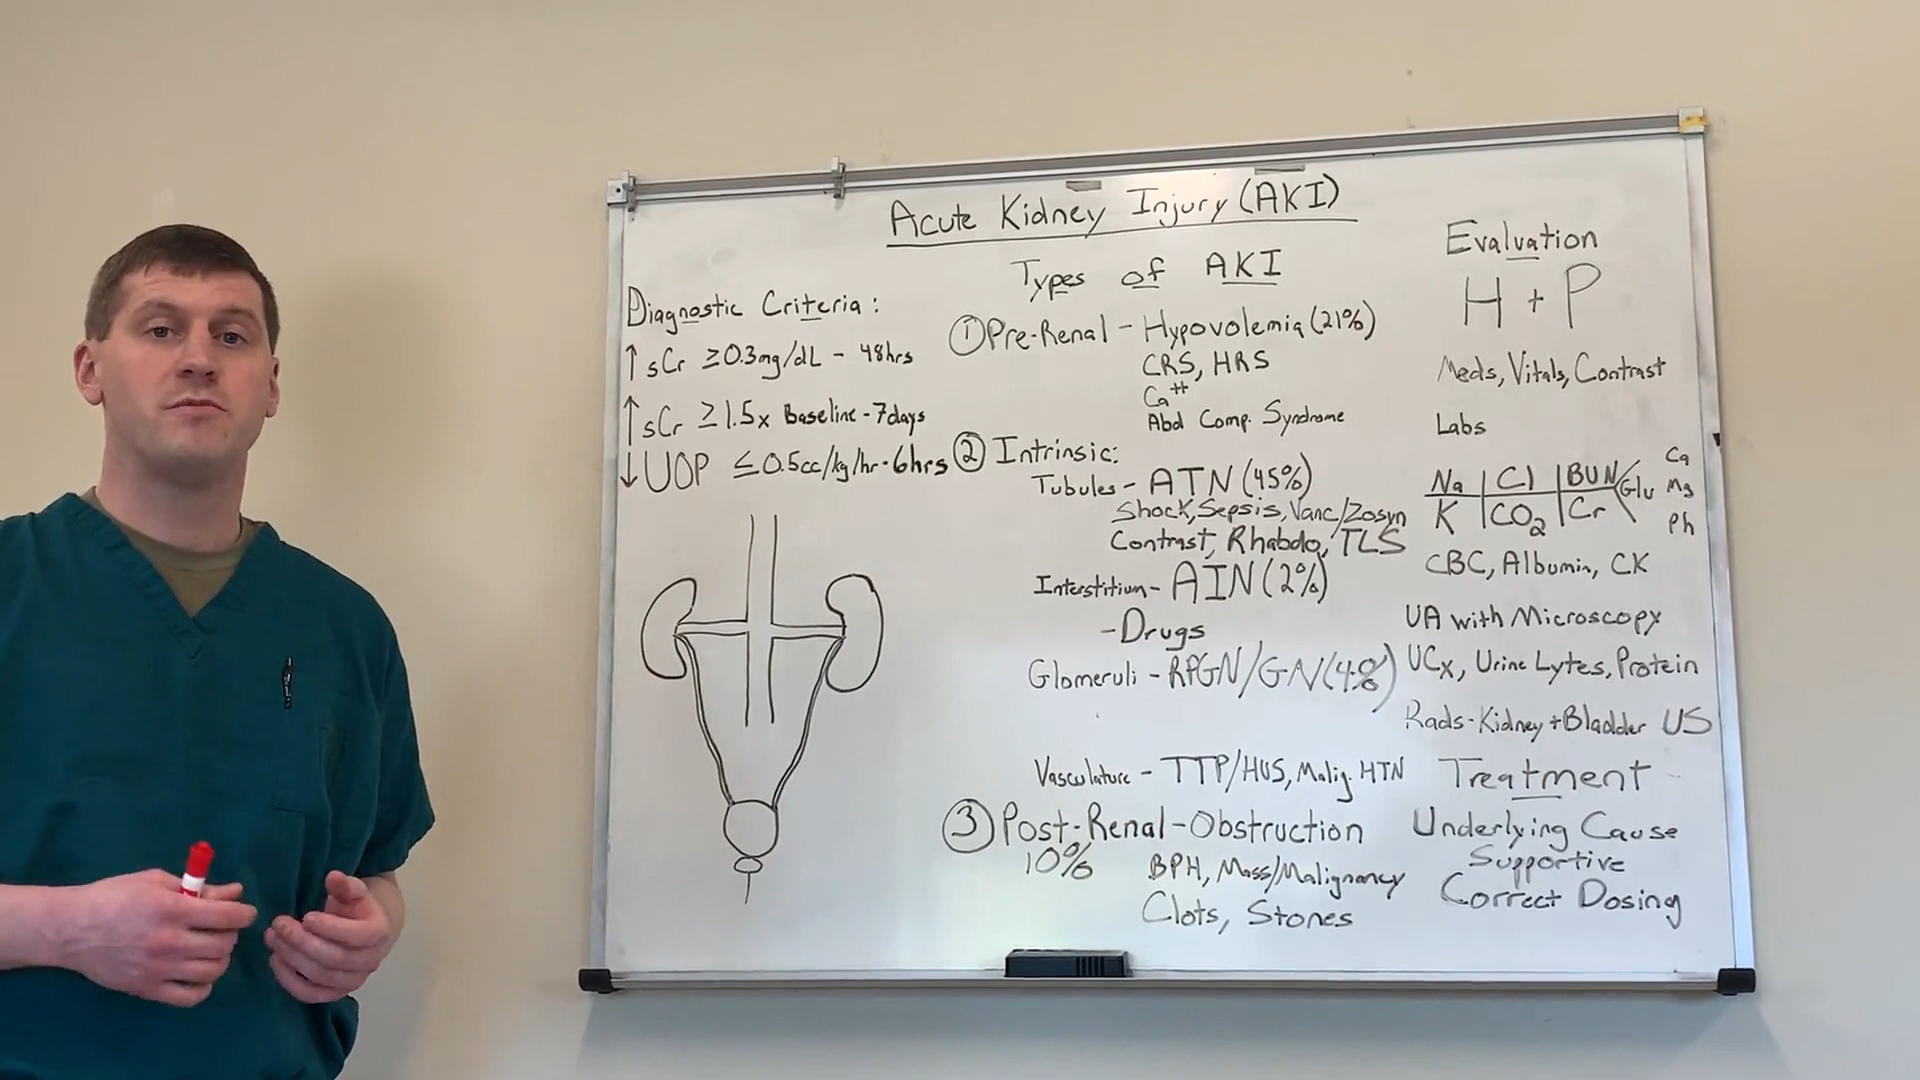 Acute Kidney Injury (AKI)
Diagnostic Criteria:
↑ sCr ≥0.3mg/dL - 48hrs
↑ sCr ≥1.5x Baseline - 7days
↓ UOP ≤0.5cc/kg/hr - 6hrs
Types of AKI
① Pre-Renal - Hypovolemia (21%)
CRS, HRS
Ca++
Abd Comp. Syndrome
② Intrinsic:
Tubules - ATN (45%)
Shock, Sepsis, Vanc/Zosyn
Contrast, Rhabdo, TLS
Interstitium - AIN (2%)
- Drugs
Glomeruli - RPGN/GN (4%)
Vasculature - TTP/HUS, Malig. HTN
③ Post-Renal - Obstruction
10% BPH, Mass/Malignancy
Clots, Stones
Evaluation
H + P
Meds, Vitals, Contrast
Labs
Na | Cl | BUN Glu Ca
K | CO2 | Cr Mg
Ph
CBC, Albumin, CK
UA with Microscopy
UCx, Urine Lytes, Protein
Rads - Kidney + Bladder US
Treatment
Underlying Cause
Supportive
Correct Dosing